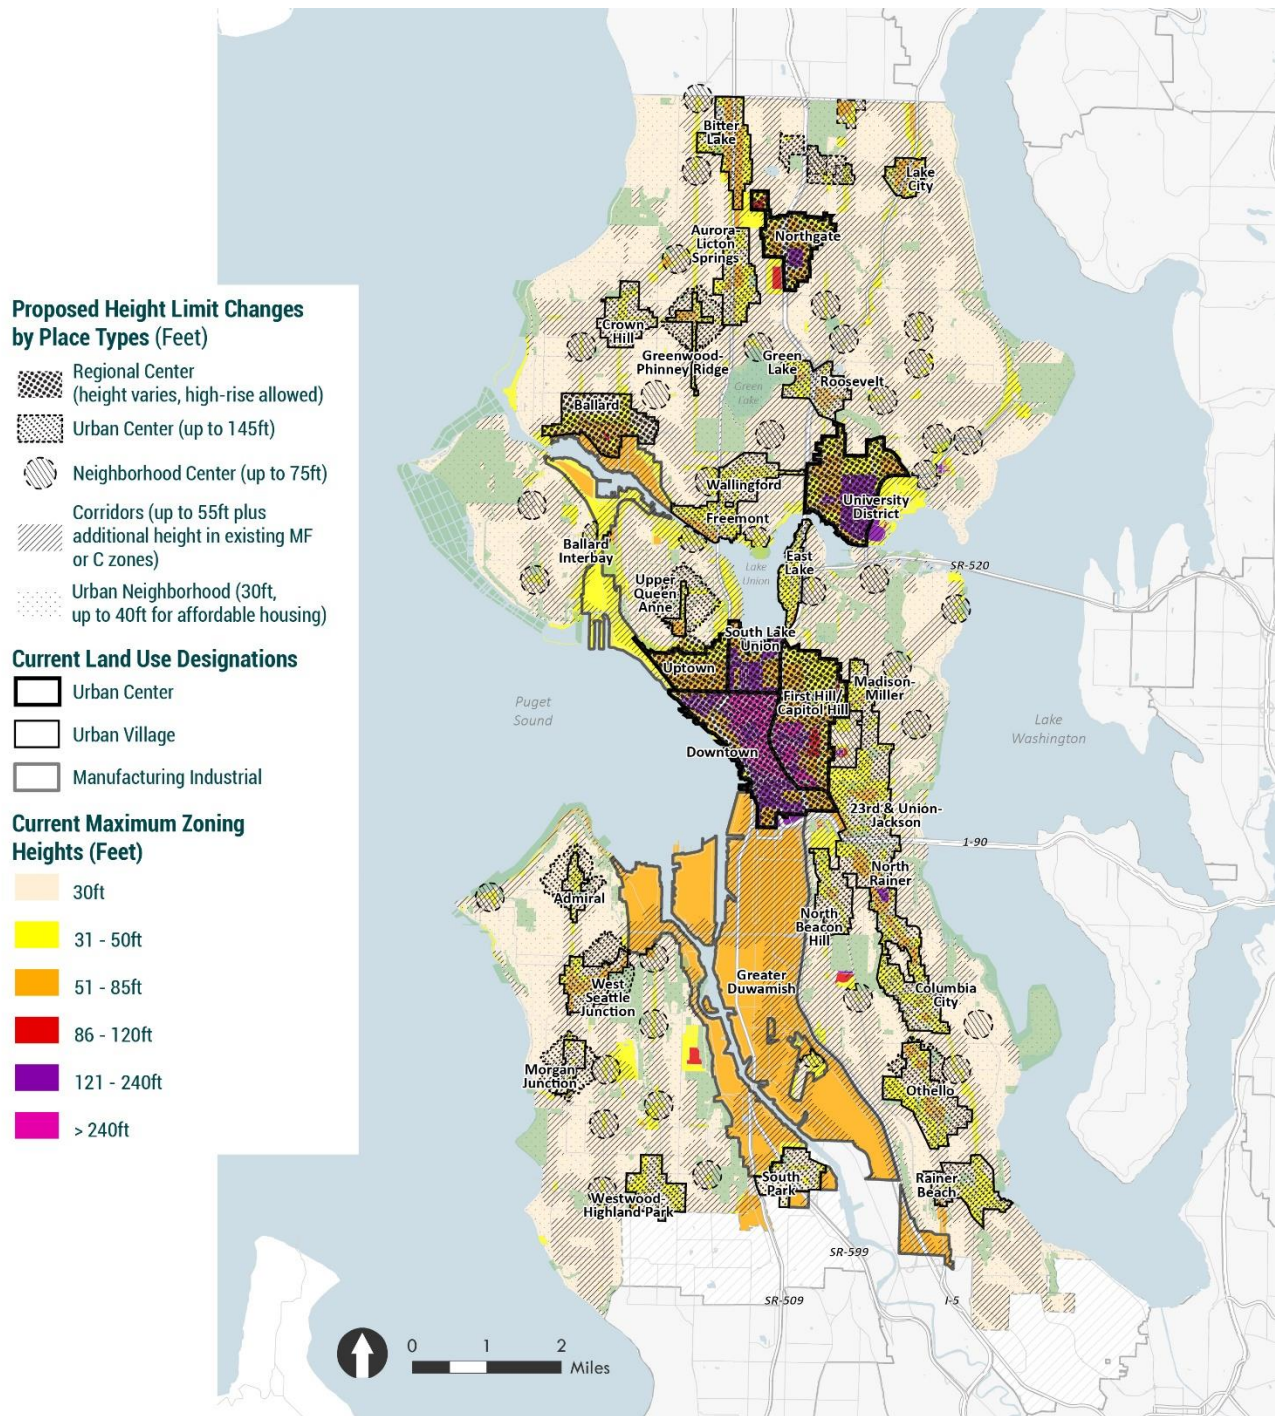 Proposed Height Limit Changes
by Place Types (Feet)
Regional Center
(height varies, high-rise allowed)
Urban Center (up to 145ft)
Neighborhood Center (up to 75ft)
Corridors (up to 55ft plus
additional height in existing MF
or C zones)
Urban Neighborhood (30ft,
up to 40ft for affordable housing)
Current Land Use Designations
Urban Center
Urban Village
Manufacturing Industrial
Current Maximum Zoning
Heights (Feet)
30ft
31 - 50ft
51 - 85ft
86 - 120ft
121 - 240ft
> 240ft
Bitter
Lake
Lake
City
Aurora-
Licton
Springs
Northgate
Crown
Hill
Greenwood-
Phinney Ridge
Green
Lake
Roosevelt
Green
Lake
Ballard
Wallingford
University
District
Freemont
Ballard
Interbay
East
Lake
Lake
Union
SR-520
Upper
Queen
Anne
South Lake
Union
Uptown
Madison-
Miller
First Hill/
Capitol Hill
Puget
Sound
Lake
Washington
Downtown
23rd & Union-
Jackson
1-90
North
Rainer
Admiral
North
Beacon
Hill
Greater
Duwamish
West
Seattle
Junction
Columbia
City
Morgan
Junction
Othello
South
Park
Rainer
Beach
Westwood-
Highland Park
SR-599
SR-509
I-5
0 1 2
Miles